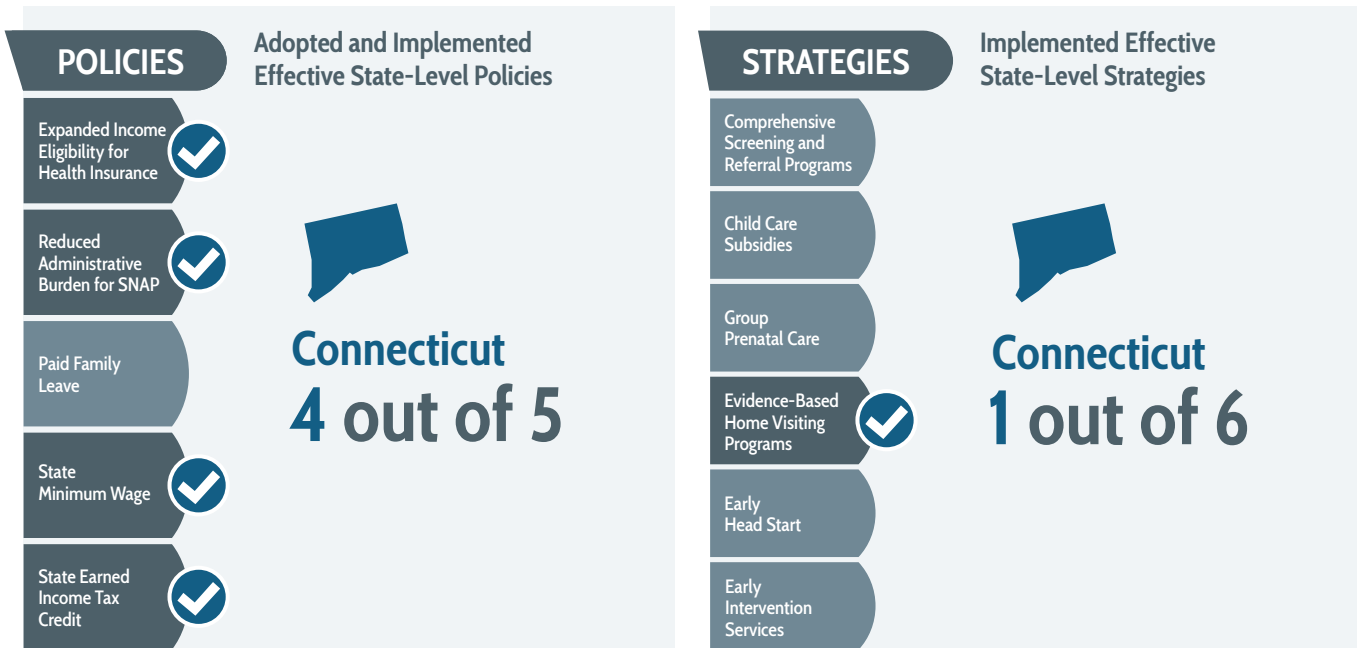 POLICIES
Adopted and Implemented
Effective State-Level Policies
Expanded Income
Eligibility for
Health Insurance
Reduced
Administrative
Burden for SNAP
Paid Family
Leave
State
Minimum Wage
State Earned
Income Tax
Credit
Connecticut
4 out of 5
STRATEGIES
Implemented Effective
State-Level Strategies
Comprehensive
Screening and
Referral Programs
Child Care
Subsidies
Group
Prenatal Care
Evidence-Based
Home Visiting
Programs
Early
Head Start
Early
Intervention
Services
Connecticut
1 out of 6